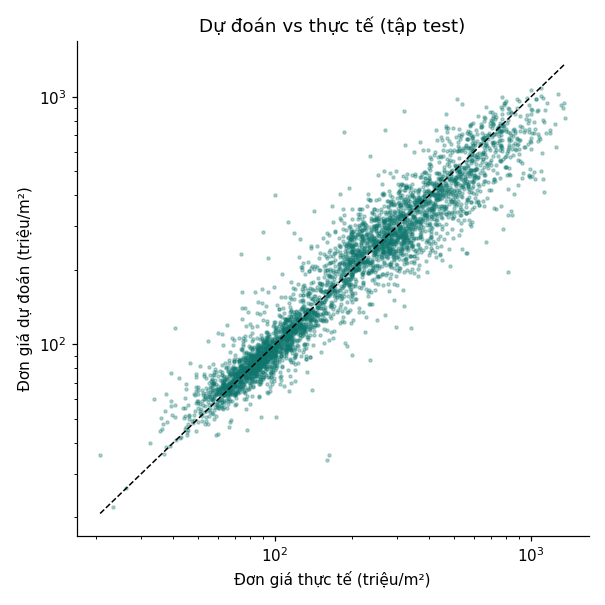 Dự đoán vs thực tế (tập test)
Đơn giá dự đoán (triệu/m²)
10³
10²
10²
10³
Đơn giá thực tế (triệu/m²)